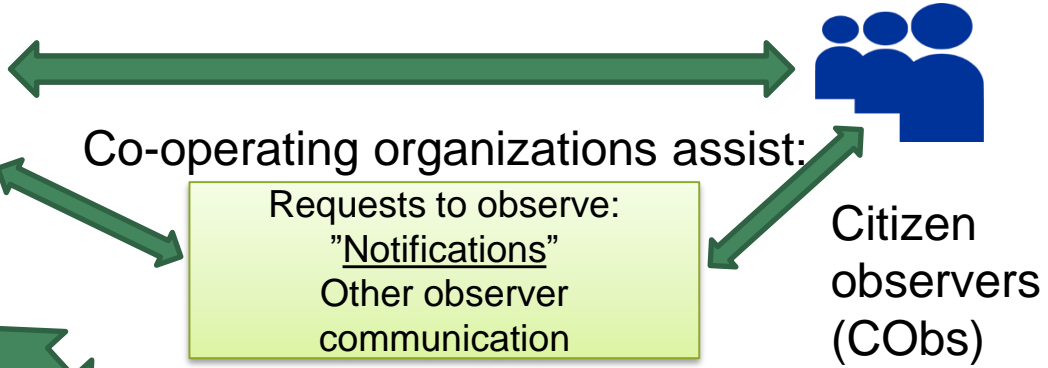 Co-operating organizations assist:
Requests to observe:
”Notifications”
Other observer
communication
Citizen
observers
(CObs)